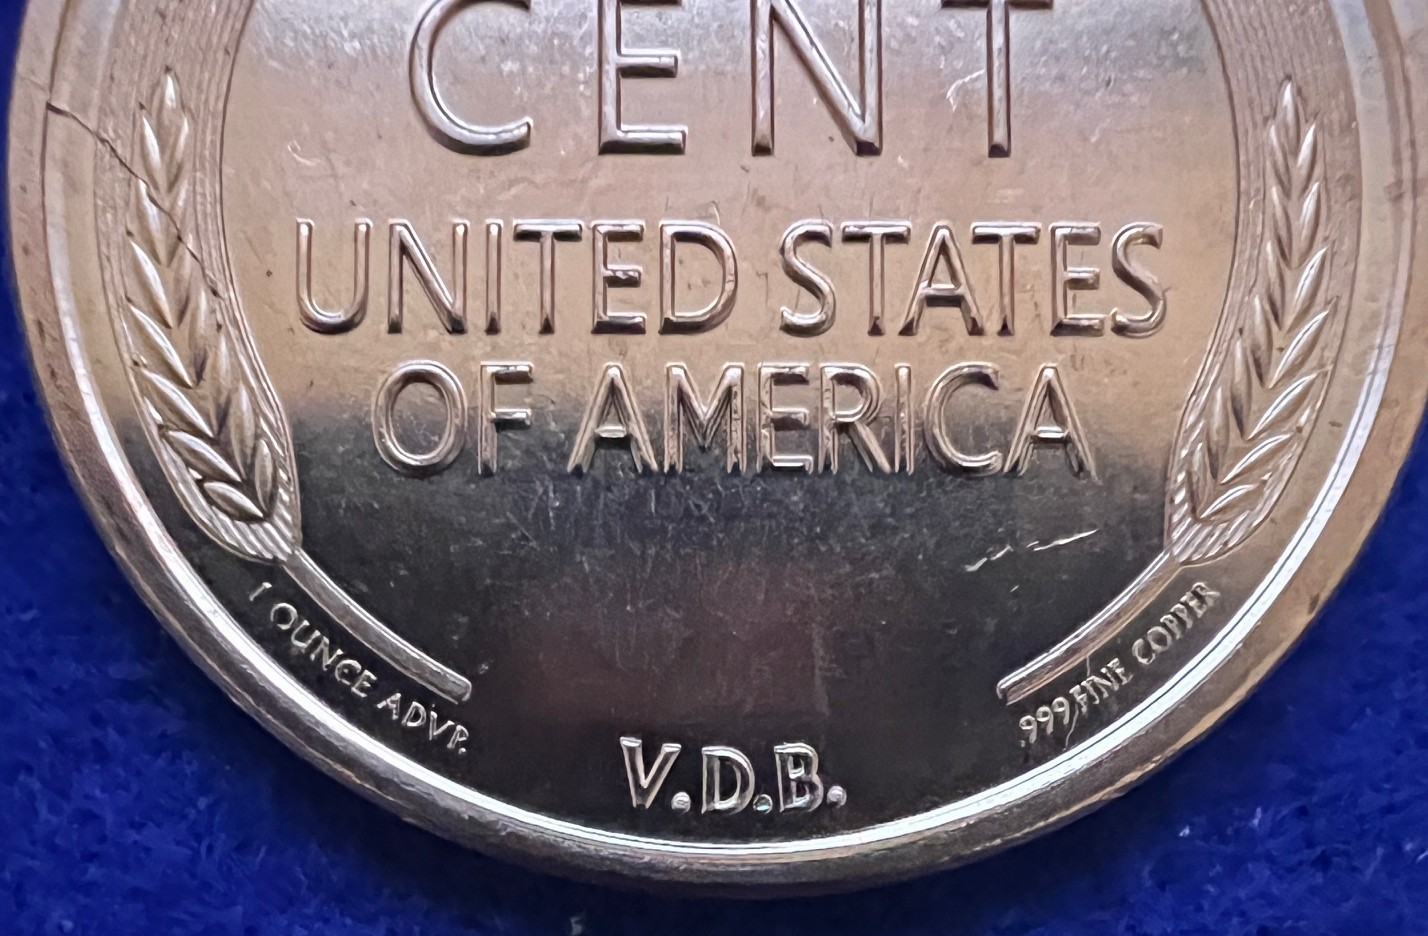 CENT
UNITED STATES
OF AMERICA
1 OUNCE ADVP.
.999 FINE COPPER
V.D.B.